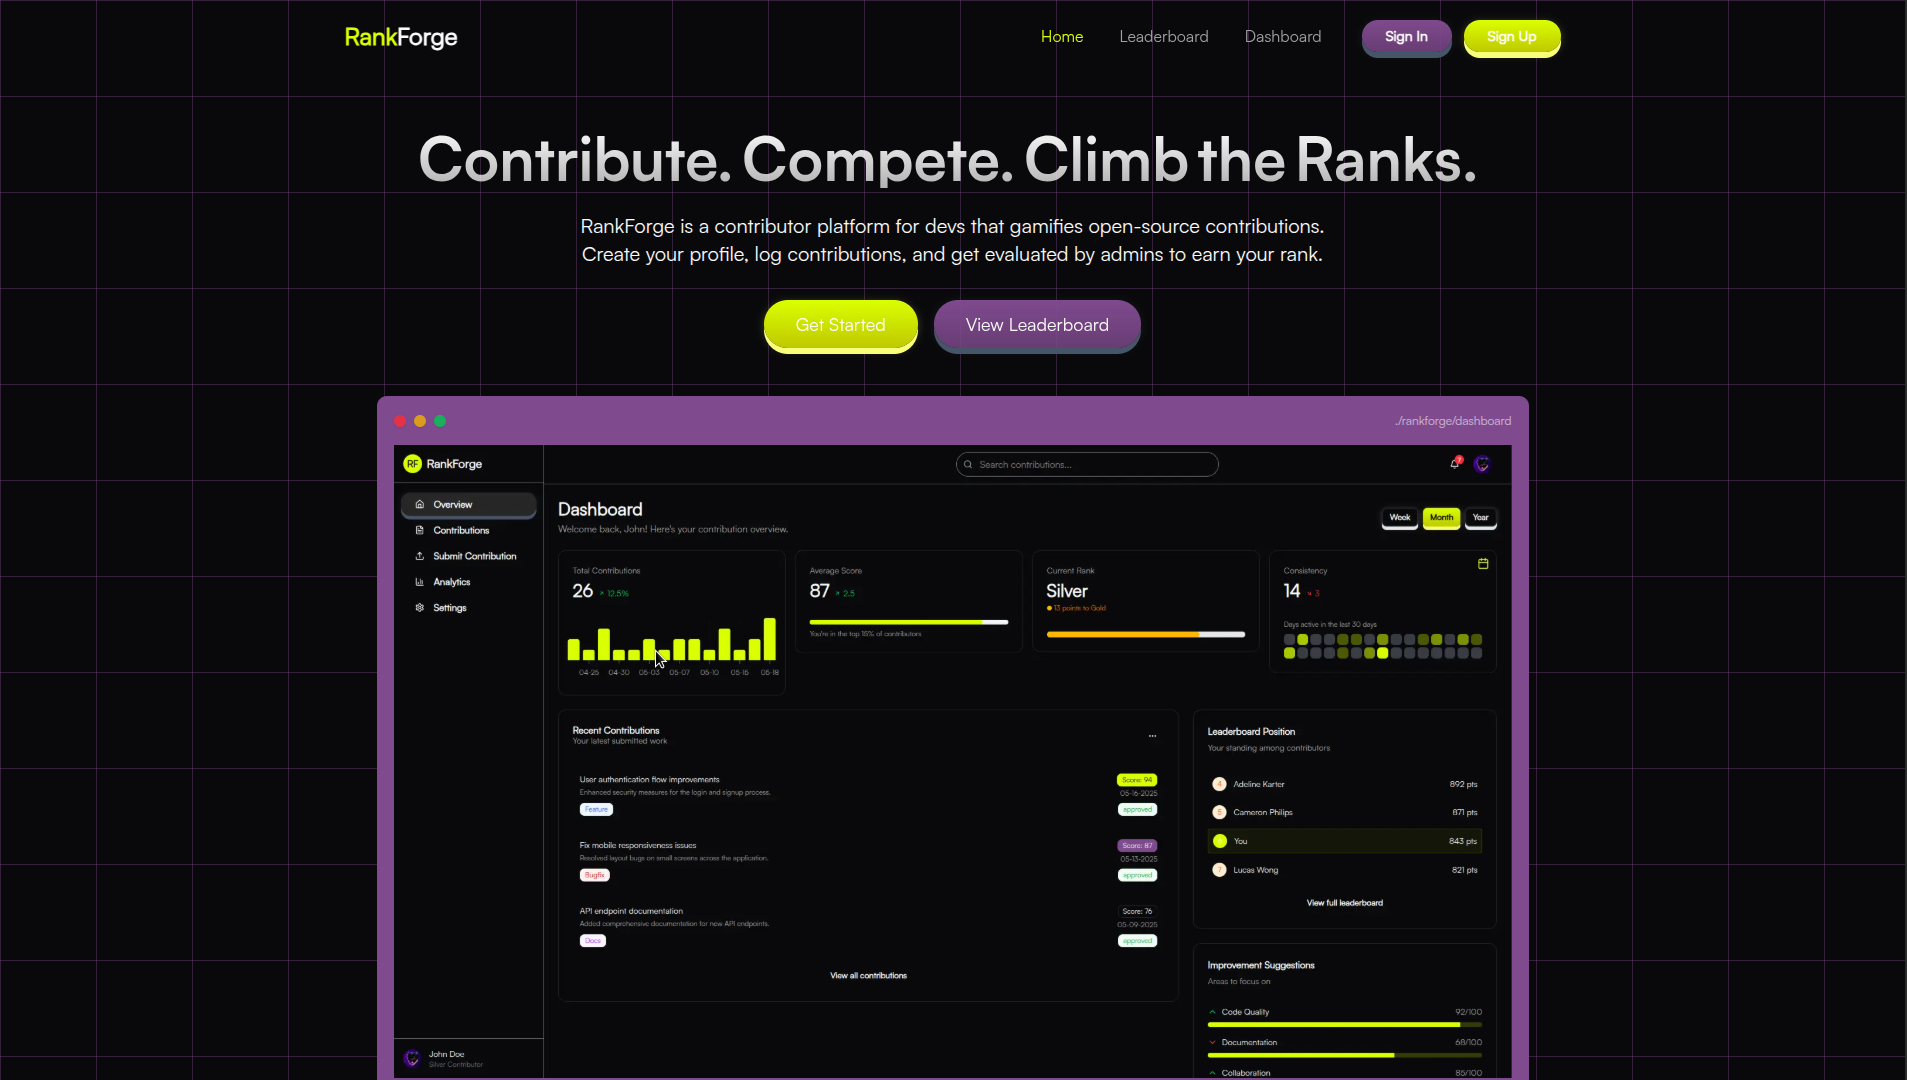 RankForge
Home
Leaderboard
Dashboard
Sign In
Sign Up
Contribute. Compete. Climb the Ranks.
RankForge is a contributor platform for devs that gamifies open-source contributions.
Create your profile, log contributions, and get evaluated by admins to earn your rank.
Get Started
View Leaderboard
./rankforge/dashboard
RF RankForge
Search contributions...
Overview
Contributions
Submit Contribution
Analytics
Settings
Dashboard
Welcome back, John! Here's your contribution overview.
Week
Month
Year
Total Contributions
26 12.5%
04-25 04-30 05-03 05-07 05-10 05-16 05-18
Average Score
87 2.5
You're in the top 15% of contributors
Current Rank
Silver
13 points to Gold
Consistency
14 3
Days active in the last 30 days
Recent Contributions
Your latest submitted work
...
User authentication flow improvements
Score: 94
Enhanced security measures for the login and signup process.
05-16-2025
Feature
approved
Fix mobile responsiveness issues
Score: 87
Resolved layout bugs on small screens across the application.
05-13-2025
Bugfix
approved
API endpoint documentation
Score: 76
Added comprehensive documentation for new API endpoints.
05-09-2025
Docs
approved
View all contributions
Leaderboard Position
Your standing among contributors
Adeline Karter 892 pts
Cameron Philips 871 pts
You 843 pts
Lucas Wong 821 pts
View full leaderboard
Improvement Suggestions
Areas to focus on
Code Quality 92/100
Documentation 68/100
Collaboration 85/100
John Doe
Silver Contributor